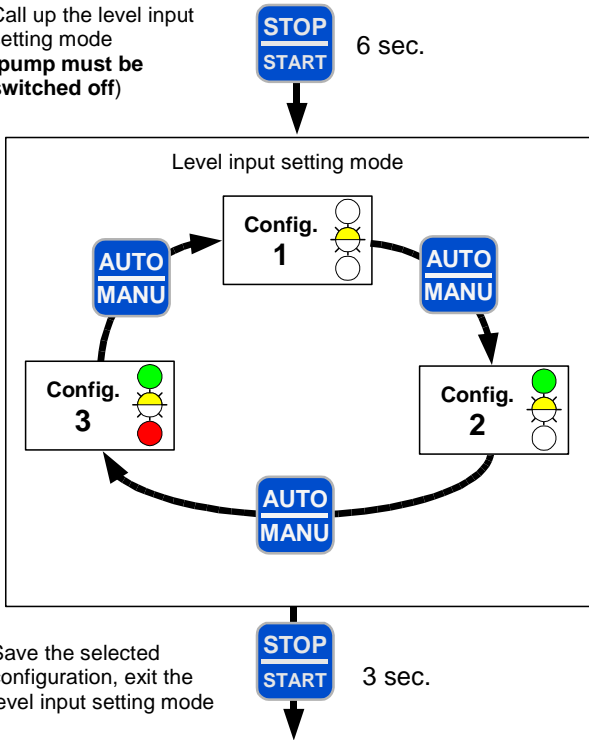 Call up the level input
setting mode
(pump must be
switched off)
STOP
START
6 sec.
Level input setting mode
Config.
1
AUTO
MANU
AUTO
MANU
Config.
3
Config.
2
AUTO
MANU
Save the selected
configuration, exit the
level input setting mode
STOP
START
3 sec.